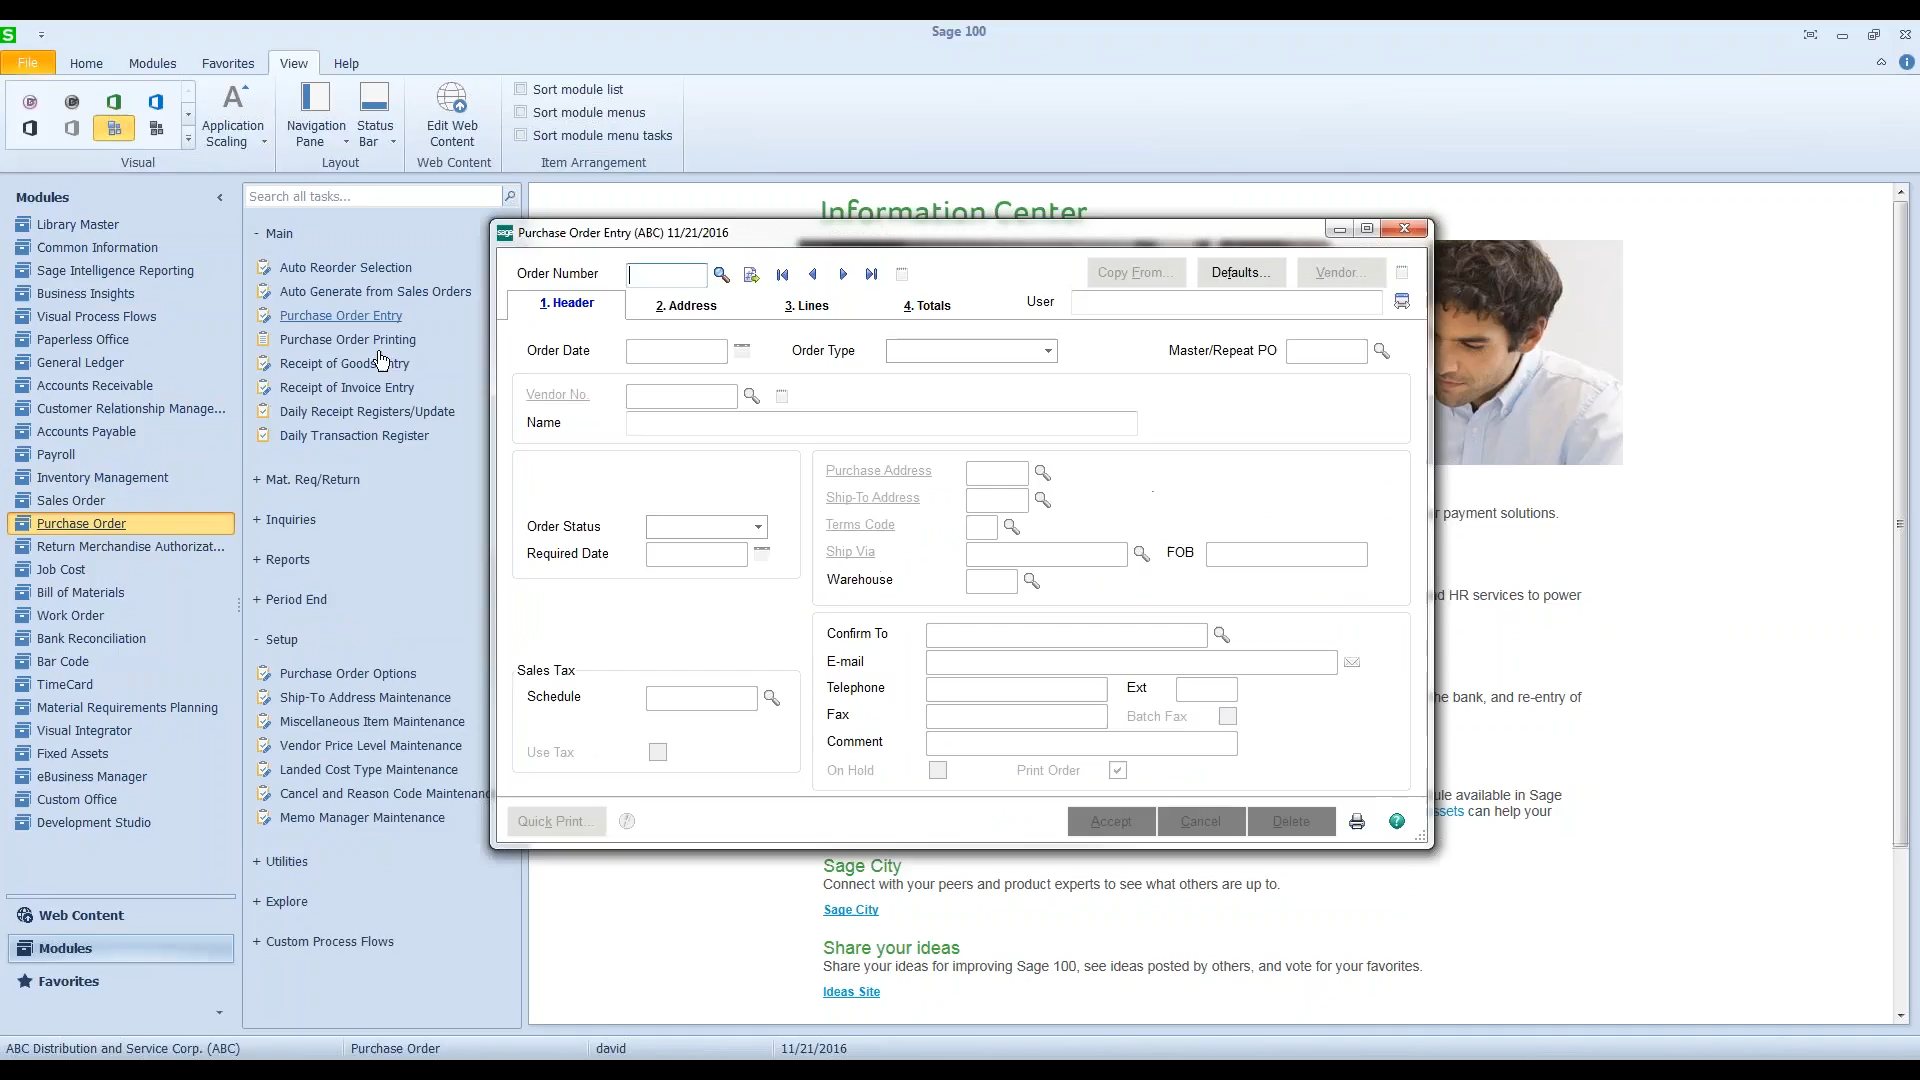 Sage 100
File Home Modules Favorites View Help
Application Scaling
Navigation Pane
Status Bar
Edit Web Content
Sort module list
Sort module menus
Sort module menu tasks
Visual Layout Web Content Item Arrangement
Modules
Library Master
Common Information
Sage Intelligence Reporting
Business Insights
Visual Process Flows
Paperless Office
General Ledger
Accounts Receivable
Customer Relationship Manage...
Accounts Payable
Payroll
Inventory Management
Sales Order
Purchase Order
Return Merchandise Authorizat...
Job Cost
Bill of Materials
Work Order
Bank Reconciliation
Bar Code
TimeCard
Material Requirements Planning
Visual Integrator
Fixed Assets
eBusiness Manager
Custom Office
Development Studio
Web Content
Modules
Favorites
Search all tasks...
- Main
Auto Reorder Selection
Auto Generate from Sales Orders
Purchase Order Entry
Purchase Order Printing
Receipt of Goods Entry
Receipt of Invoice Entry
Daily Receipt Registers/Update
Daily Transaction Register
+ Mat. Req/Return
+ Inquiries
+ Reports
+ Period End
- Setup
Purchase Order Options
Ship-To Address Maintenance
Miscellaneous Item Maintenance
Vendor Price Level Maintenance
Landed Cost Type Maintenance
Cancel and Reason Code Maintenanc
Memo Manager Maintenance
+ Utilities
+ Explore
+ Custom Process Flows
Information Center
sage Purchase Order Entry (ABC) 11/21/2016
Order Number
Copy From... Defaults... Vendor...
1. Header 2. Address 3. Lines 4. Totals User
Order Date Order Type Master/Repeat PO
Vendor No.
Name
Order Status
Required Date
Purchase Address
Ship-To Address
Terms Code
Ship Via FOB
Warehouse
Sales Tax
Schedule
Use Tax
Confirm To
E-mail
Telephone Ext
Fax Batch Fax
Comment
On Hold Print Order
Quick Print... Accept Cancel Delete
r payment solutions.
nd HR services to power
he bank, and re-entry of
ule available in Sage
ssets can help your
Sage City
Connect with your peers and product experts to see what others are up to.
Sage City
Share your ideas
Share your ideas for improving Sage 100, see ideas posted by others, and vote for your favorites.
Ideas Site
ABC Distribution and Service Corp. (ABC) Purchase Order david 11/21/2016